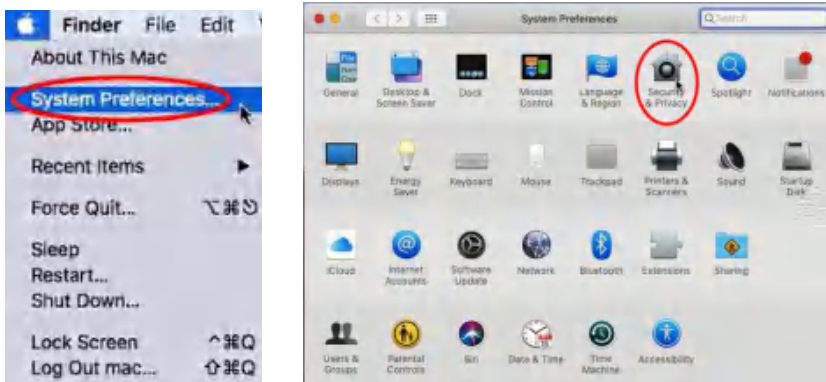 Finder File Edit
About This Mac
System Preferences...
App Store...
Recent Items
Force Quit... ⌥⌘⎋
Sleep
Restart...
Shut Down...
Lock Screen ^⌘Q
Log Out mac... ⇧⌘Q
System Preferences
Search
General Desktop & Screen Saver Dock Mission Control Language & Region Security & Privacy Spotlight Notifications
Displays Energy Saver Keyboard Mouse Trackpad Printers & Scanners Sound Startup Disk
iCloud Internet Accounts Software Update Network Bluetooth Extensions Sharing
Users & Groups Parental Controls Siri Date & Time Time Machine Accessibility